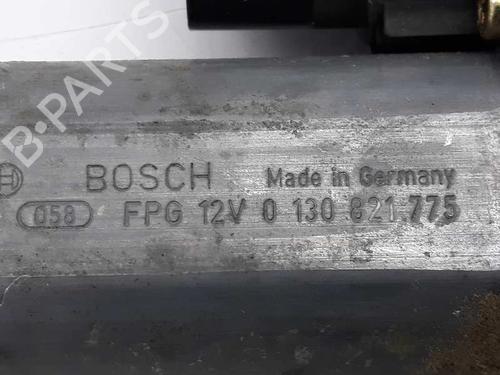 B-PARTS
BOSCH Made in Germany
058 FPG 12V 0 130 821 775